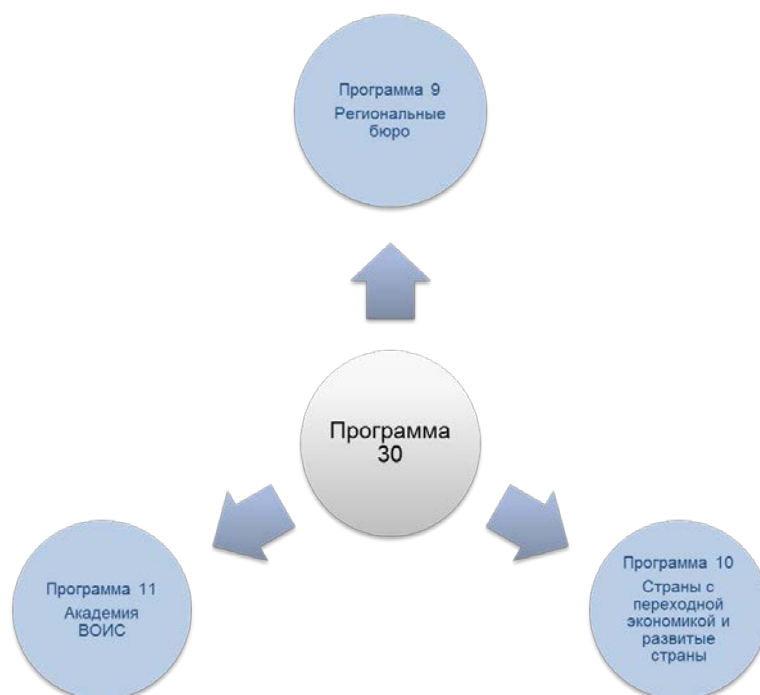 Программа 9
Региональные
бюро
Программа
30
Программа 11
Академия
ВОИС
Программа 10
Страны с
переходной
экономикой и
развитые
страны